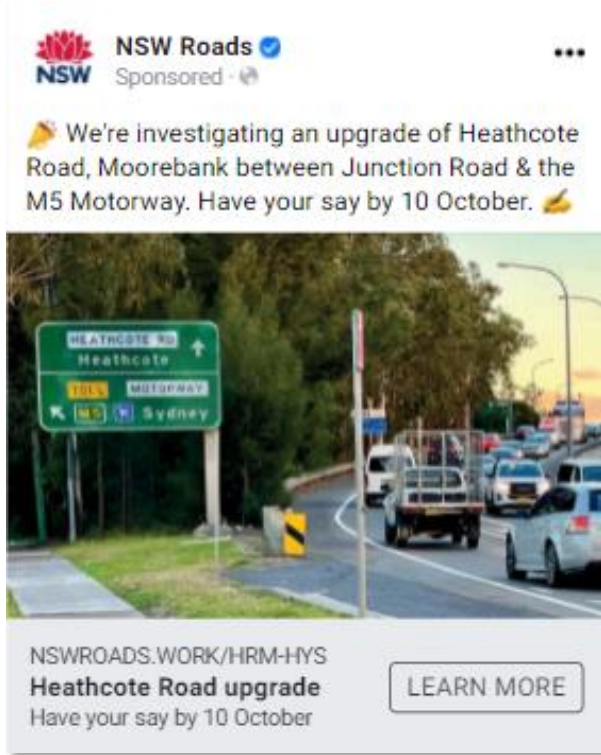 NSW Roads
NSW
Sponsored ·
🎉 We're investigating an upgrade of Heathcote
Road, Moorebank between Junction Road & the
M5 Motorway. Have your say by 10 October. ✍️
HEATHCOTE RD
Heathcote
TOLL MOTORWAY
M5 Sydney
NSWROADS.WORK/HRM-HYS
Heathcote Road upgrade
Have your say by 10 October
LEARN MORE